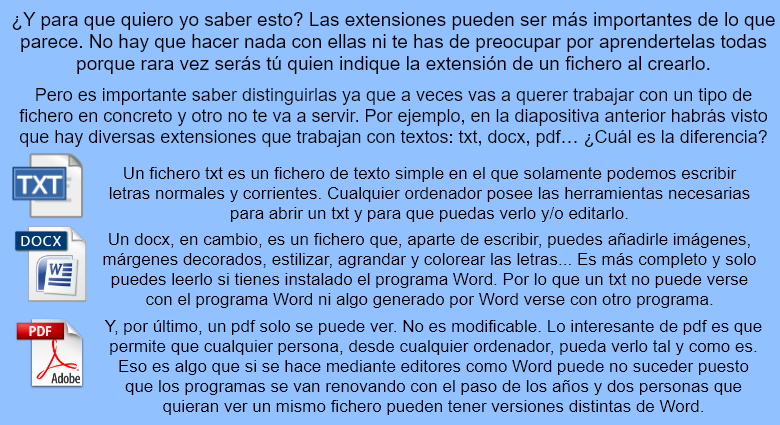 ¿Y para que quiero yo saber esto? Las extensiones pueden ser más importantes de lo que
parece. No hay que hacer nada con ellas ni te has de preocupar por aprendertelas todas
porque rara vez serás tú quien indique la extensión de un fichero al crearlo.
Pero es importante saber distinguirlas ya que a veces vas a querer trabajar con un tipo de
fichero en concreto y otro no te va a servir. Por ejemplo, en la diapositiva anterior habrás visto
que hay diversas extensiones que trabajan con textos: txt, docx, pdf… ¿Cuál es la diferencia?
TXT
Un fichero txt es un fichero de texto simple en el que solamente podemos escribir
letras normales y corrientes. Cualquier ordenador posee las herramientas necesarias
para abrir un txt y para que puedas verlo y/o editarlo.
DOCX
W
Un docx, en cambio, es un fichero que, aparte de escribir, puedes añadirle imágenes,
márgenes decorados, estilizar, agrandar y colorear las letras... Es más completo y solo
puedes leerlo si tienes instalado el programa Word. Por lo que un txt no puede verse
con el programa Word ni algo generado por Word verse con otro programa.
PDF
Adobe
Y, por último, un pdf solo se puede ver. No es modificable. Lo interesante de pdf es que
permite que cualquier persona, desde cualquier ordenador, pueda verlo tal y como es.
Eso es algo que si se hace mediante editores como Word puede no suceder puesto
que los programas se van renovando con el paso de los años y dos personas que
quieran ver un mismo fichero pueden tener versiones distintas de Word.